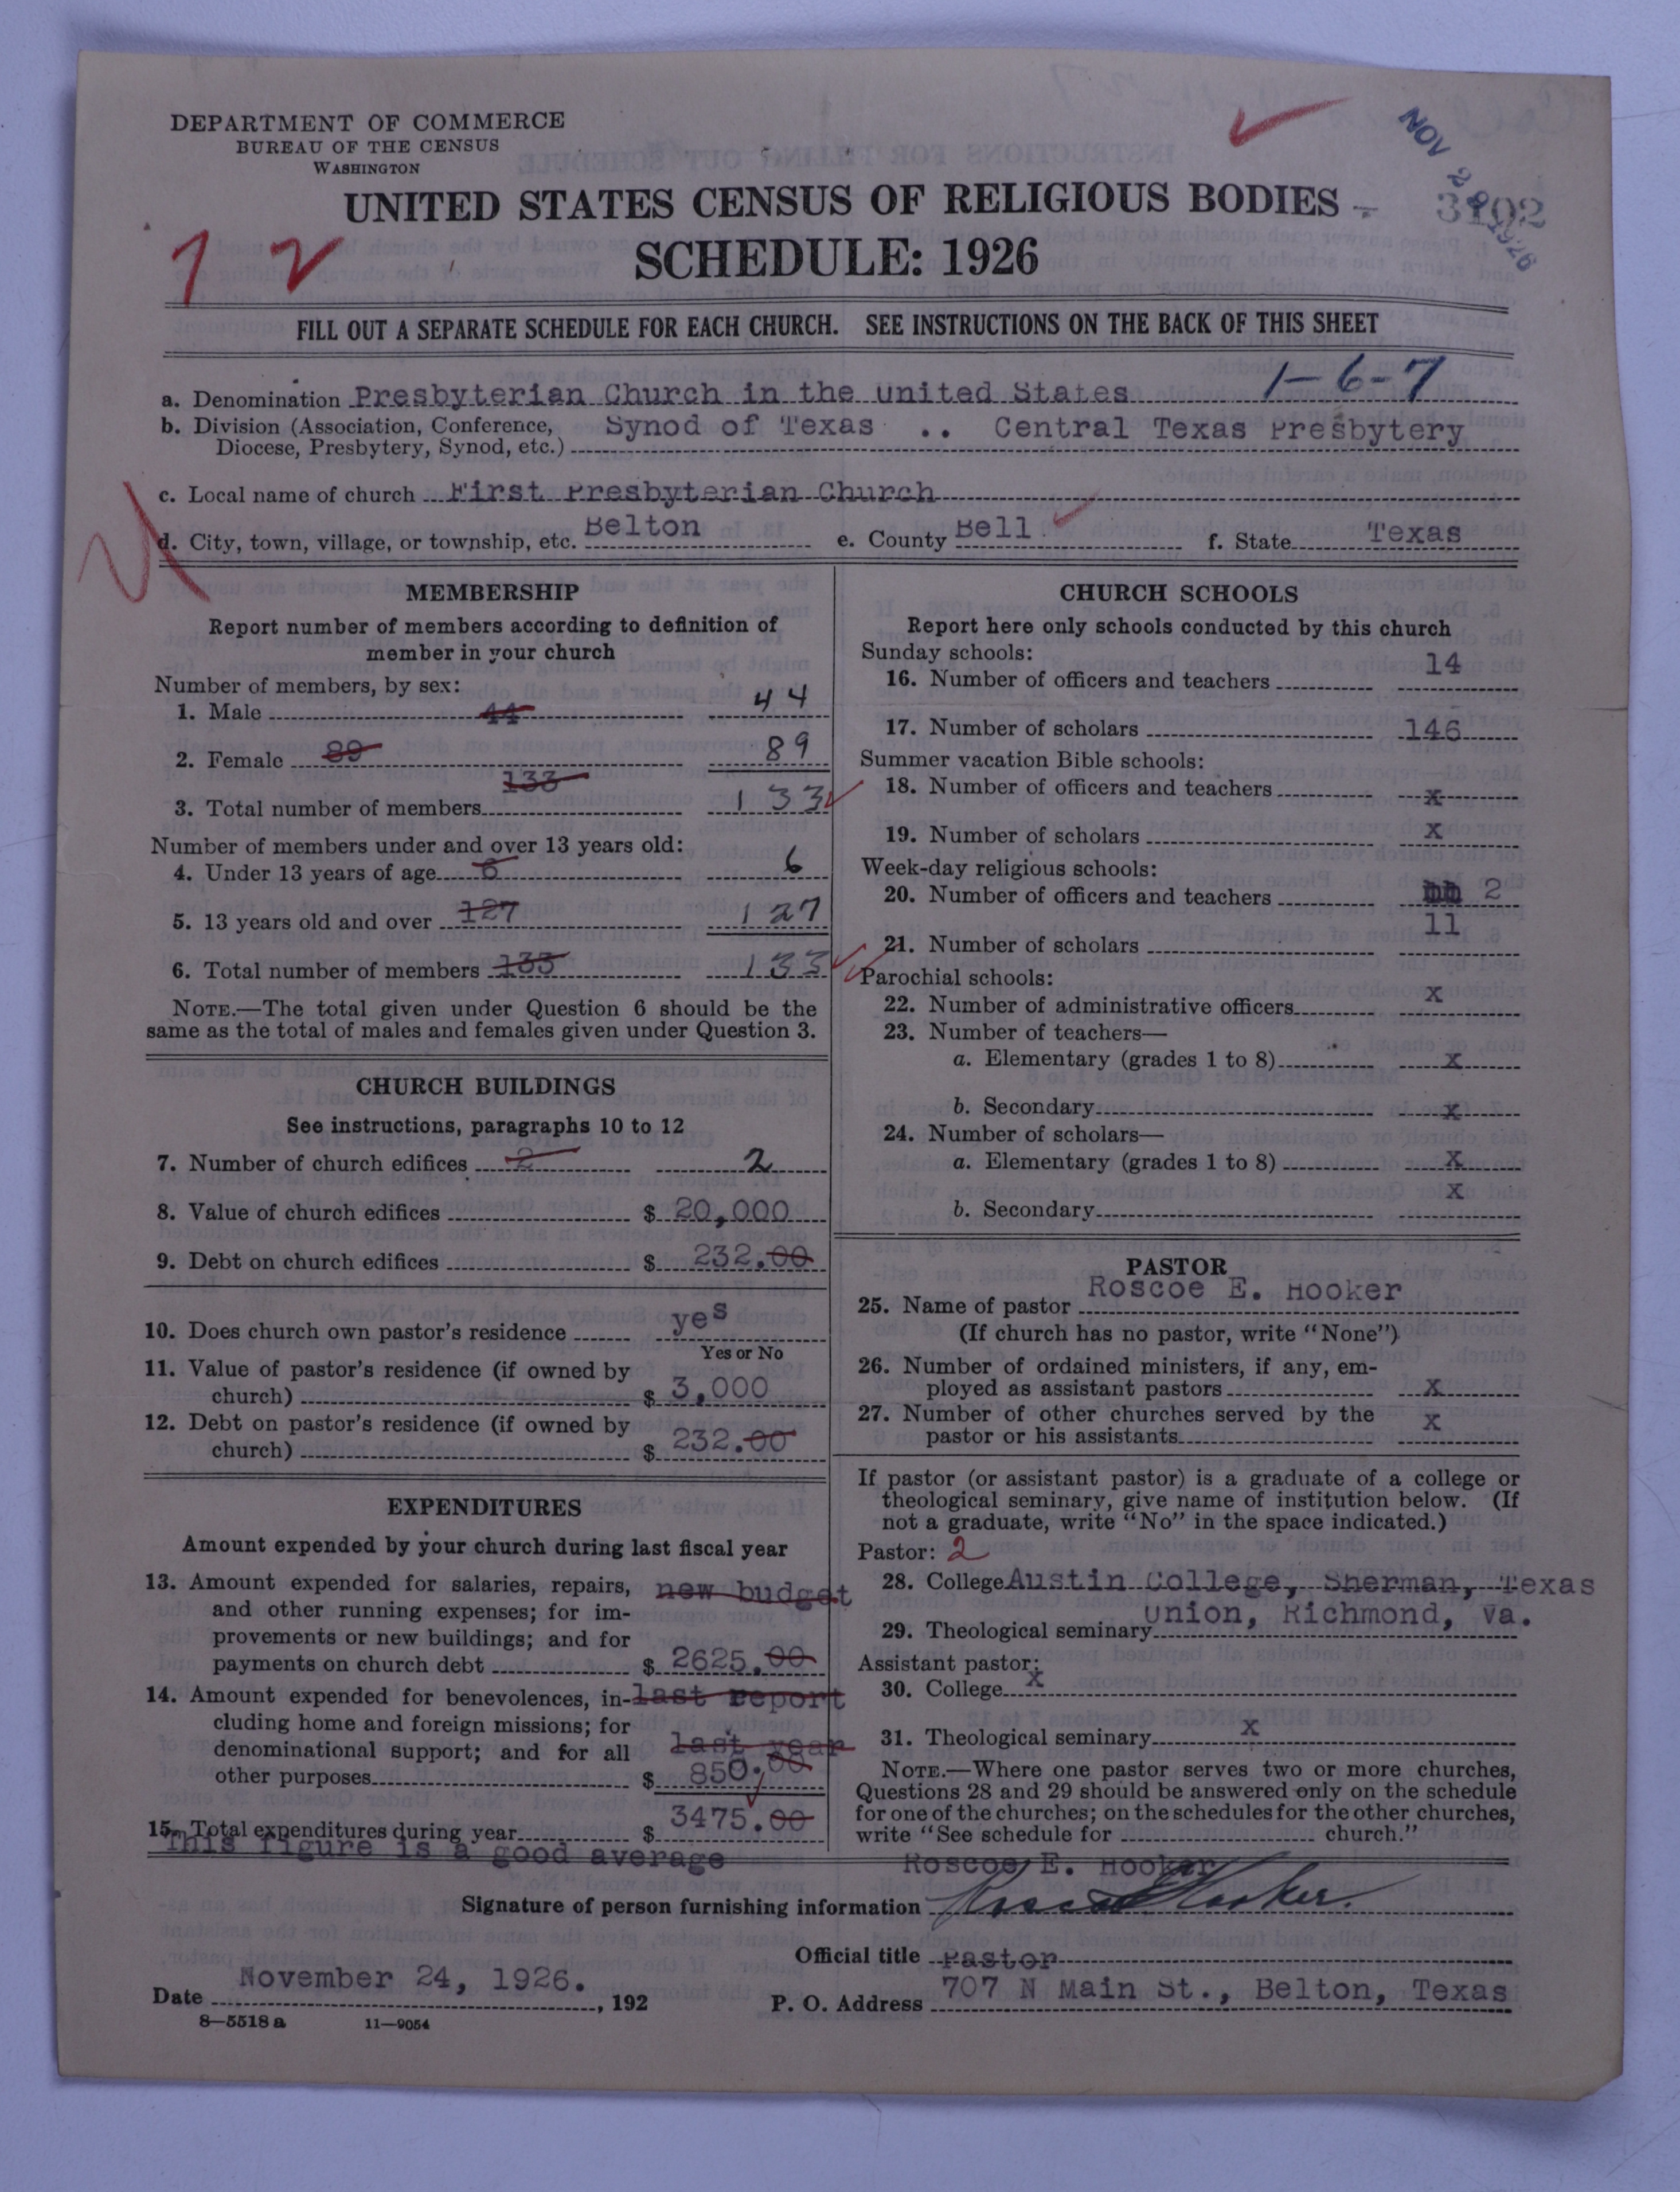 DEPARTMENT OF COMMERCE
BUREAU OF THE CENSUS
WASHINGTON
UNITED STATES CENSUS OF RELIGIOUS BODIES
SCHEDULE: 1926
12
FILL OUT A SEPARATE SCHEDULE FOR EACH CHURCH. SEE INSTRUCTIONS ON THE BACK OF THIS SHEET
1-6-7
a. Denomination Presbyterian Church in the United States
b. Division (Association, Conference, Diocese, Presbytery, Synod, etc.) Synod of Texas .. Central Texas Presbytery
c. Local name of church First Presbyterian Church
d. City, town, village, or township, etc. Belton e. County Bell f. State Texas
MEMBERSHIP
Report number of members according to definition of
member in your church
Number of members, by sex:
1. Male 44 44
2. Female 89 89
133
3. Total number of members 133
Number of members under and over 13 years old:
4. Under 13 years of age 6 6
5. 13 years old and over 127 127
6. Total number of members 133 133
NOTE.—The total given under Question 6 should be the
same as the total of males and females given under Question 3.
CHURCH BUILDINGS
See instructions, paragraphs 10 to 12
7. Number of church edifices 2 2
8. Value of church edifices $ 20,000
9. Debt on church edifices $ 232.00
10. Does church own pastor's residence yes
Yes or No
11. Value of pastor's residence (if owned by
church) $ 3,000
12. Debt on pastor's residence (if owned by
church) $ 232.00
EXPENDITURES
Amount expended by your church during last fiscal year
13. Amount expended for salaries, repairs, new budget
and other running expenses; for im-
provements or new buildings; and for
payments on church debt $ 2625.00
14. Amount expended for benevolences, in- last report
cluding home and foreign missions; for
denominational support; and for all last year
other purposes $ 850.00
15. Total expenditures during year $ 3475.00
This figure is a good average
CHURCH SCHOOLS
Report here only schools conducted by this church
Sunday schools:
16. Number of officers and teachers 14
17. Number of scholars 146
Summer vacation Bible schools:
18. Number of officers and teachers x
19. Number of scholars x
Week-day religious schools:
20. Number of officers and teachers 2
21. Number of scholars 11
Parochial schools:
22. Number of administrative officers x
23. Number of teachers—
a. Elementary (grades 1 to 8) x
b. Secondary x
24. Number of scholars—
a. Elementary (grades 1 to 8) x
b. Secondary x
PASTOR
25. Name of pastor Roscoe E. Hooker
(If church has no pastor, write "None")
26. Number of ordained ministers, if any, em-
ployed as assistant pastors x
27. Number of other churches served by the
pastor or his assistants x
If pastor (or assistant pastor) is a graduate of a college or
theological seminary, give name of institution below. (If
not a graduate, write "No" in the space indicated.)
Pastor: 2
28. College Austin College, Sherman, Texas
29. Theological seminary Union, Richmond, Va.
Assistant pastor:
30. College x
31. Theological seminary x
NOTE.—Where one pastor serves two or more churches,
Questions 28 and 29 should be answered only on the schedule
for one of the churches; on the schedules for the other churches,
write "See schedule for church."
Roscoe E. Hooker
Signature of person furnishing information Roscoe E Hooker.
Official title Pastor
Date November 24, 1926. , 192 P. O. Address 707 N Main St., Belton, Texas
8—5518 a 11—9054